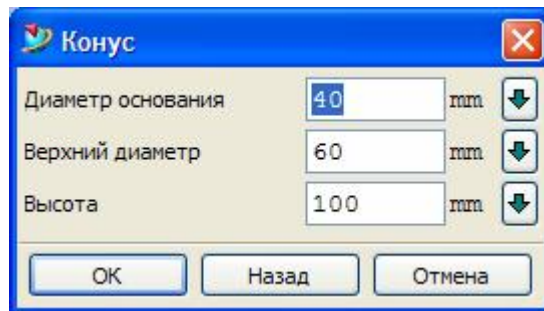 Конус
Диаметр основания 40 mm
Верхний диаметр 60 mm
Высота 100 mm
OK Назад Отмена